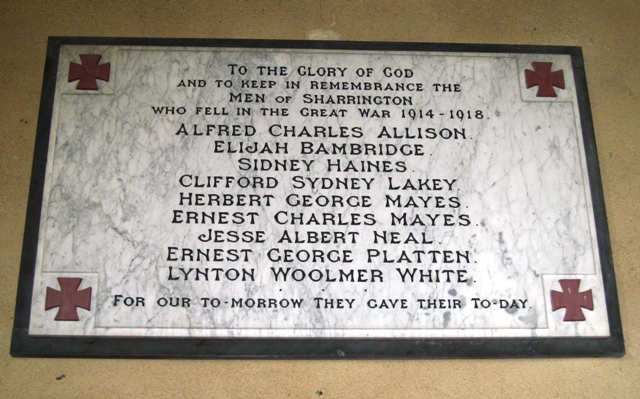 TO THE GLORY OF GOD
AND TO KEEP IN REMEMBRANCE THE
MEN OF SHARRINGTON
WHO FELL IN THE GREAT WAR 1914-1918.
ALFRED CHARLES ALLISON.
ELIJAH BAMBRIDGE.
SIDNEY HAINES.
CLIFFORD SYDNEY LAKEY.
HERBERT GEORGE MAYES.
ERNEST CHARLES MAYES.
JESSE ALBERT NEAL.
ERNEST GEORGE PLATTEN.
LYNTON WOOLMER WHITE.
FOR OUR TO-MORROW THEY GAVE THEIR TO-DAY.